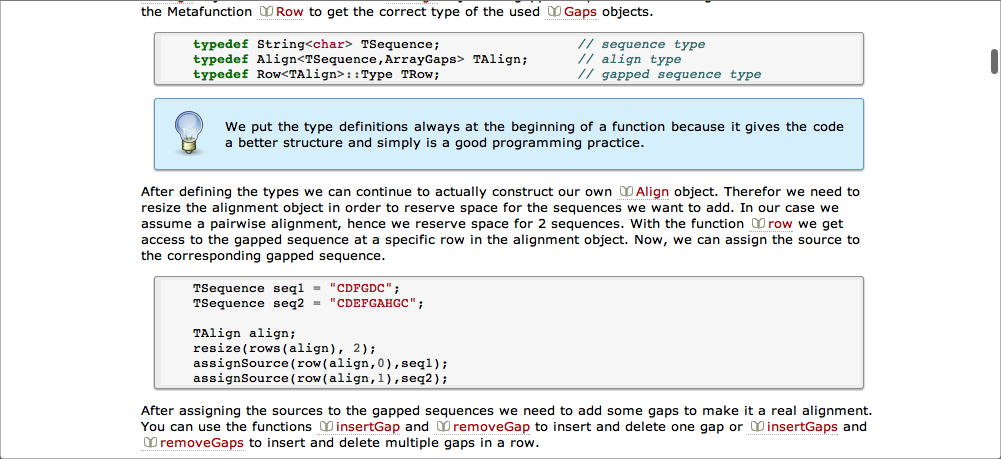 the Metafunction Row to get the correct type of the used Gaps objects.
typedef String<char> TSequence; // sequence type
typedef Align<TSequence,ArrayGaps> TAlign; // align type
typedef Row<TAlign>::Type TRow; // gapped sequence type
We put the type definitions always at the beginning of a function because it gives the code
a better structure and simply is a good programming practice.
After defining the types we can continue to actually construct our own Align object. Therefor we need to
resize the alignment object in order to reserve space for the sequences we want to add. In our case we
assume a pairwise alignment, hence we reserve space for 2 sequences. With the function row we get
access to the gapped sequence at a specific row in the alignment object. Now, we can assign the source to
the corresponding gapped sequence.
TSequence seq1 = "CDFGDC";
TSequence seq2 = "CDEFGAHGC";
TAlign align;
resize(rows(align), 2);
assignSource(row(align,0),seq1);
assignSource(row(align,1),seq2);
After assigning the sources to the gapped sequences we need to add some gaps to make it a real alignment.
You can use the functions insertGap and removeGap to insert and delete one gap or insertGaps and
removeGaps to insert and delete multiple gaps in a row.